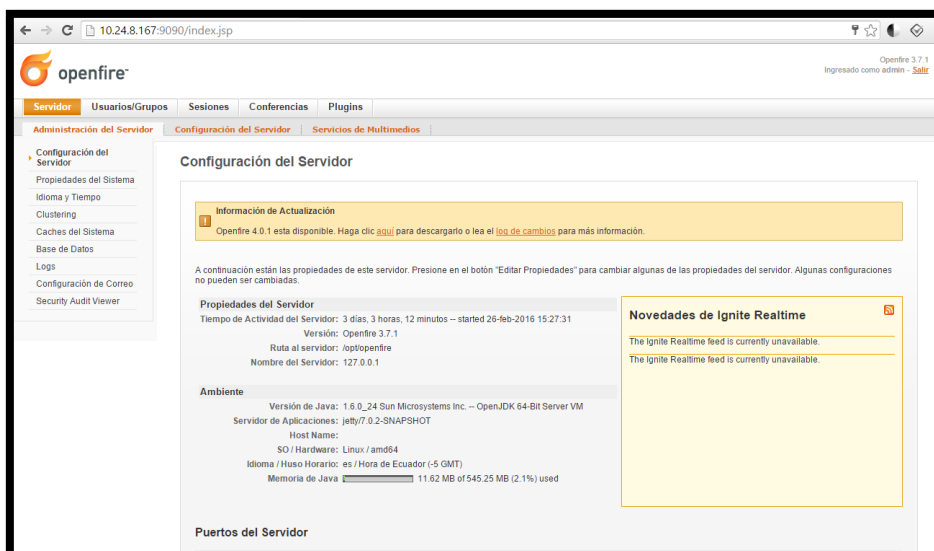 10.24.8.167:9090/index.jsp
openfire™
Openfire 3.7.1
Ingresado como admin - Salir
Servidor Usuarios/Grupos Sesiones Conferencias Plugins
Administración del Servidor Configuración del Servidor Servicios de Multimedios
Configuración del
Servidor
Propiedades del Sistema
Idioma y Tiempo
Clustering
Caches del Sistema
Base de Datos
Logs
Configuración de Correo
Security Audit Viewer
Configuración del Servidor
Información de Actualización
Openfire 4.0.1 esta disponible. Haga clic aquí para descargarlo o lea el log de cambios para más información.
A continuación están las propiedades de este servidor. Presione en el botón "Editar Propiedades" para cambiar algunas de las propiedades del servidor. Algunas configuraciones
no pueden ser cambiadas.
Propiedades del Servidor
Tiempo de Actividad del Servidor: 3 días, 3 horas, 12 minutos -- started 26-feb-2016 15:27:31
Versión: Openfire 3.7.1
Ruta al servidor: /opt/openfire
Nombre del Servidor: 127.0.0.1
Ambiente
Versión de Java: 1.6.0_24 Sun Microsystems Inc. -- OpenJDK 64-Bit Server VM
Servidor de Aplicaciones: jetty/7.0.2-SNAPSHOT
Host Name:
SO / Hardware: Linux / amd64
Idioma / Huso Horario: es / Hora de Ecuador (-5 GMT)
Memoria de Java 11.62 MB of 545.25 MB (2.1%) used
Novedades de Ignite Realtime
The Ignite Realtime feed is currently unavailable.
The Ignite Realtime feed is currently unavailable.
Puertos del Servidor